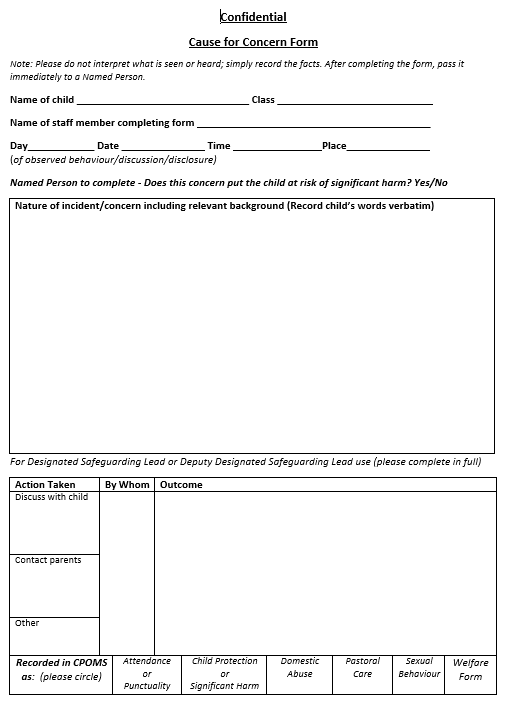 Confidential
Cause for Concern Form
Note: Please do not interpret what is seen or heard; simply record the facts. After completing the form, pass it
immediately to a Named Person.
Name of child ______________________________ Class ___________________________
Name of staff member completing form ________________________________________
Day____________ Date ______________ Time _______________Place______________
(of observed behaviour/discussion/disclosure)
Named Person to complete - Does this concern put the child at risk of significant harm? Yes/No
Nature of incident/concern including relevant background (Record child's words verbatim)
For Designated Safeguarding Lead or Deputy Designated Safeguarding Lead use (please complete in full)
Action Taken By Whom Outcome
Discuss with child
Contact parents
Other
Recorded in CPOMS as: (please circle)
Attendance or Punctuality
Child Protection or Significant Harm
Domestic Abuse
Pastoral Care
Sexual Behaviour
Welfare Form